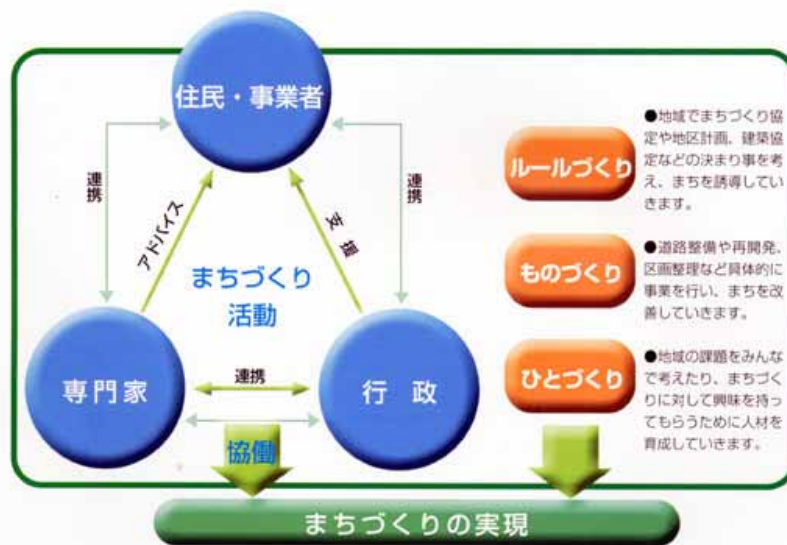 住民・事業者
連携
連携
アドバイス
支援
まちづくり
活動
専門家
連携
行政
協働
ルールづくり
●地域でまちづくり協
定や地区計画、建築協
定などの決まり事を考
え、まちを誘導してい
きます。
ものづくり
●道路整備や再開発、
区画整理など具体的に
事業を行い、まちを改
善していきます。
ひとづくり
●地域の課題をみんな
で考えたり、まちづく
りに対して興味を持っ
てもらうために人材を
育成していきます。
まちづくりの実現